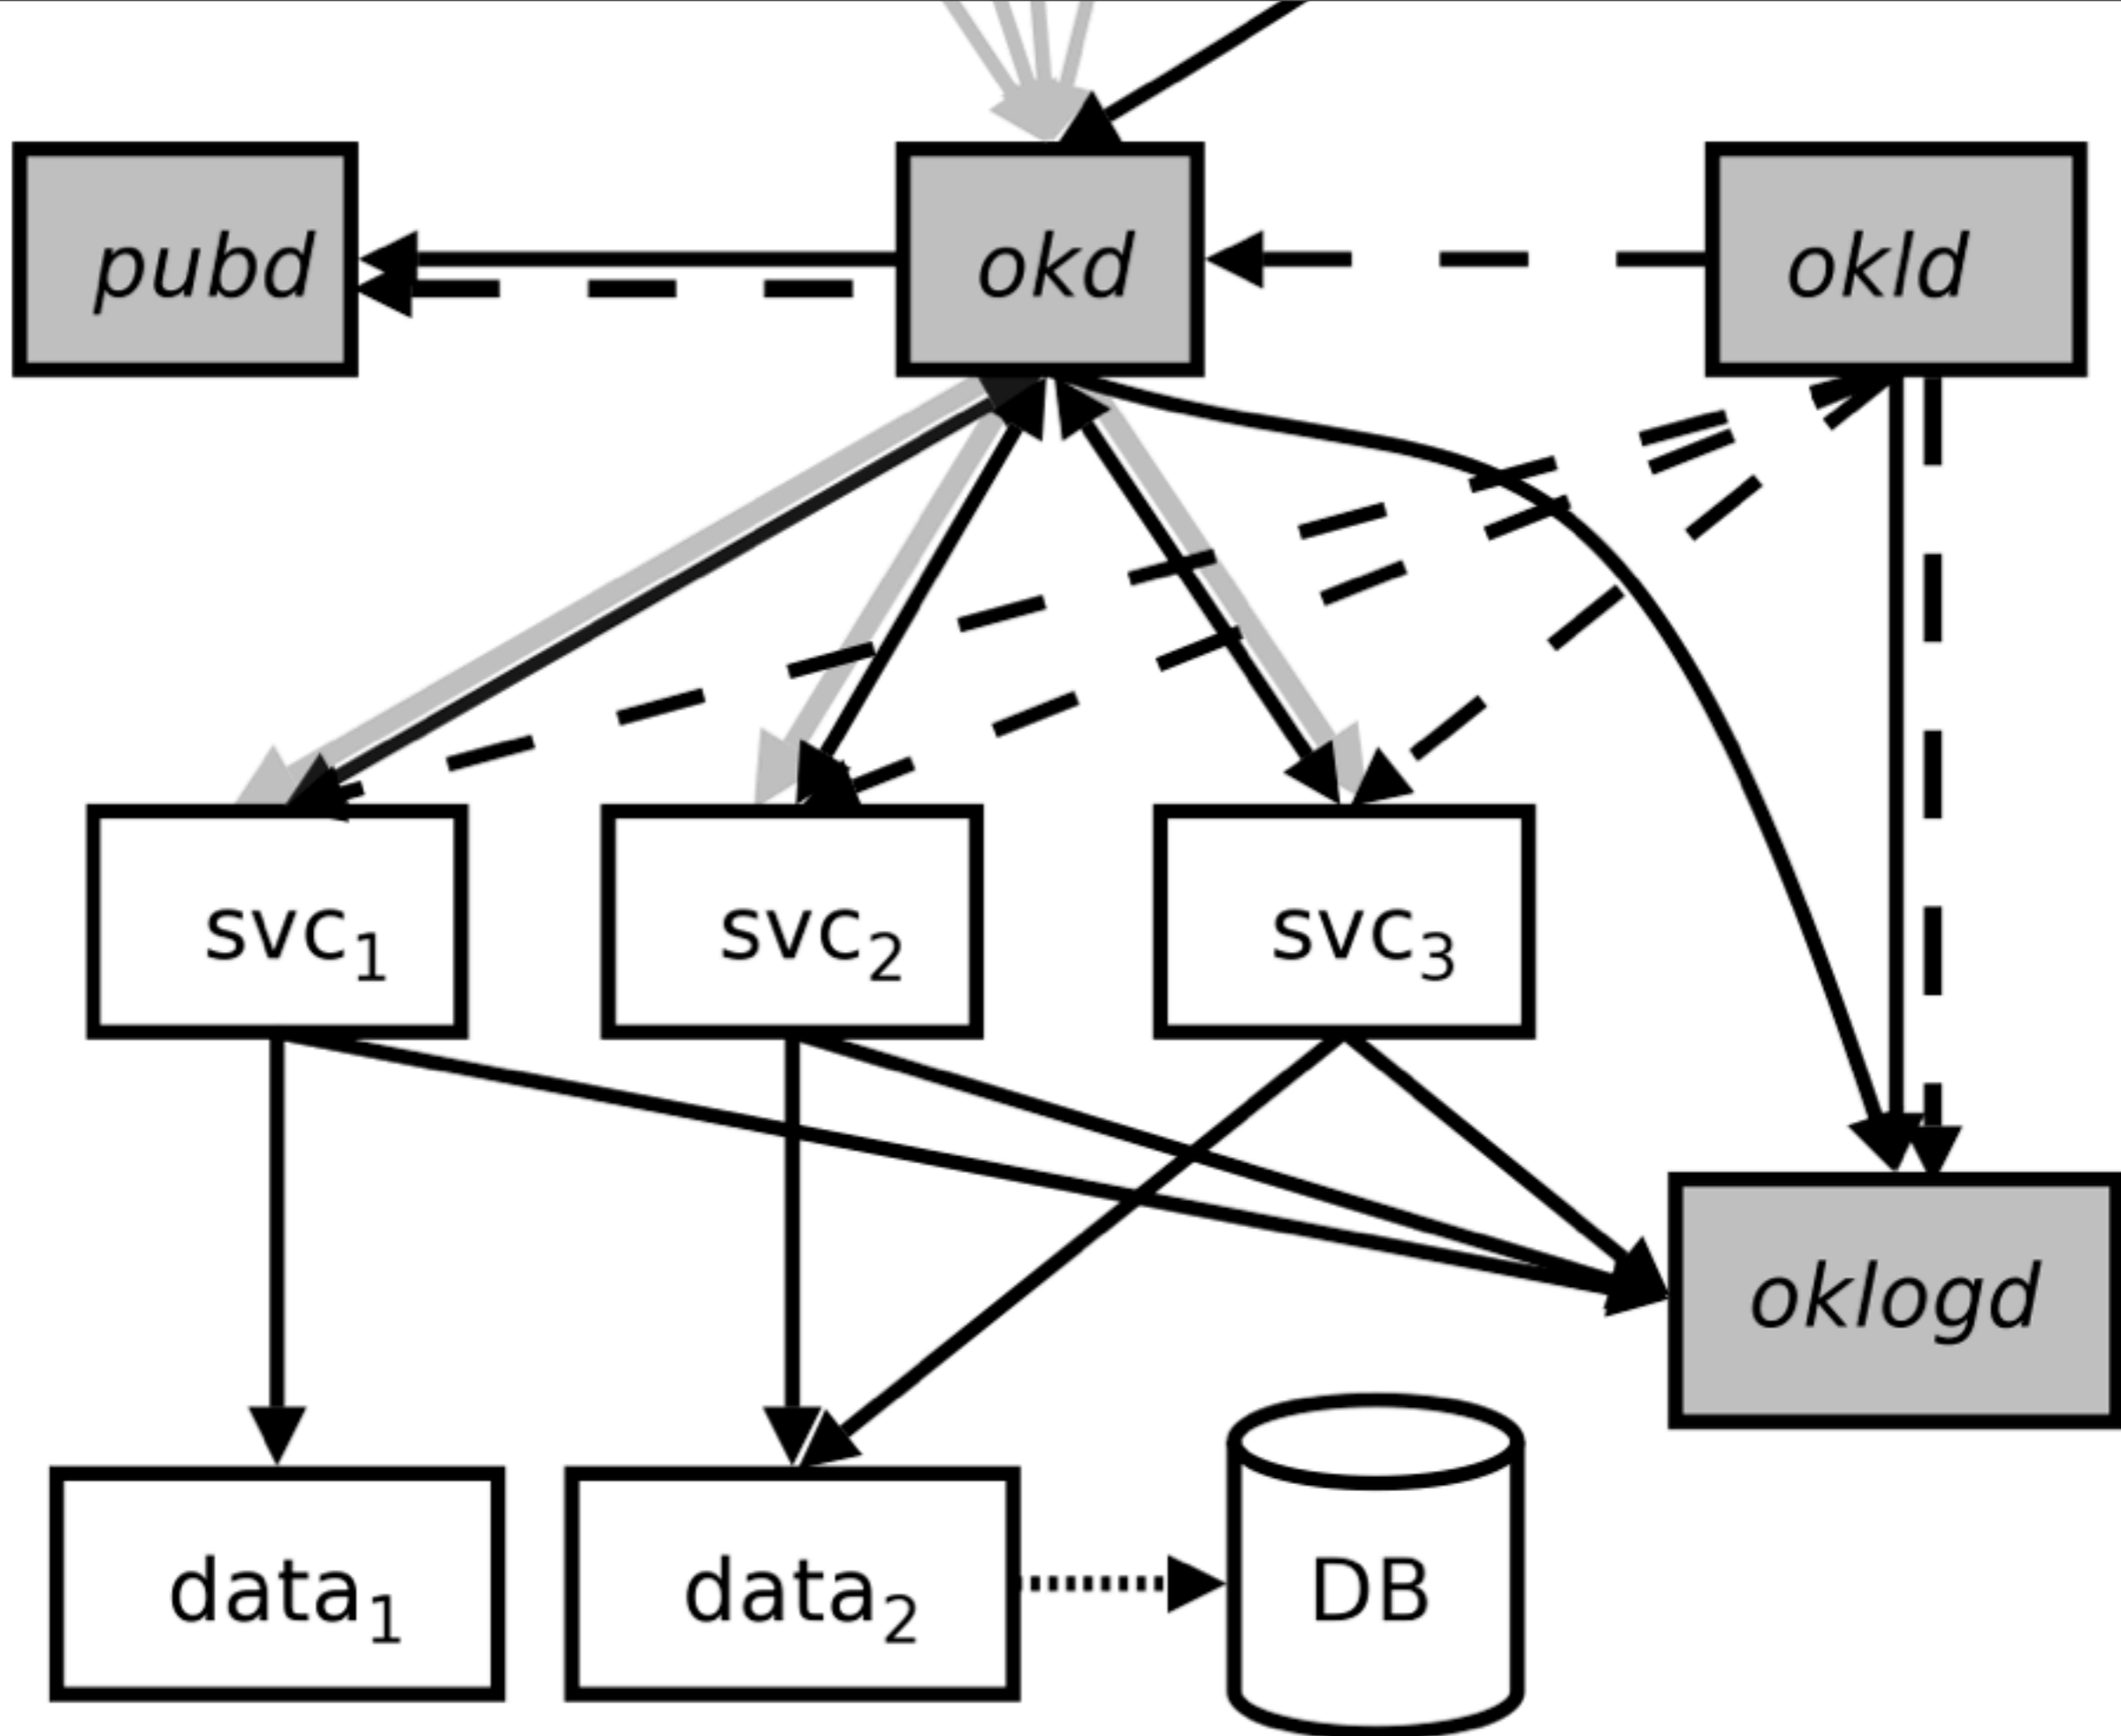 pubd
okd
okld
svc₁
svc₂
svc₃
oklogd
data₁
data₂
DB